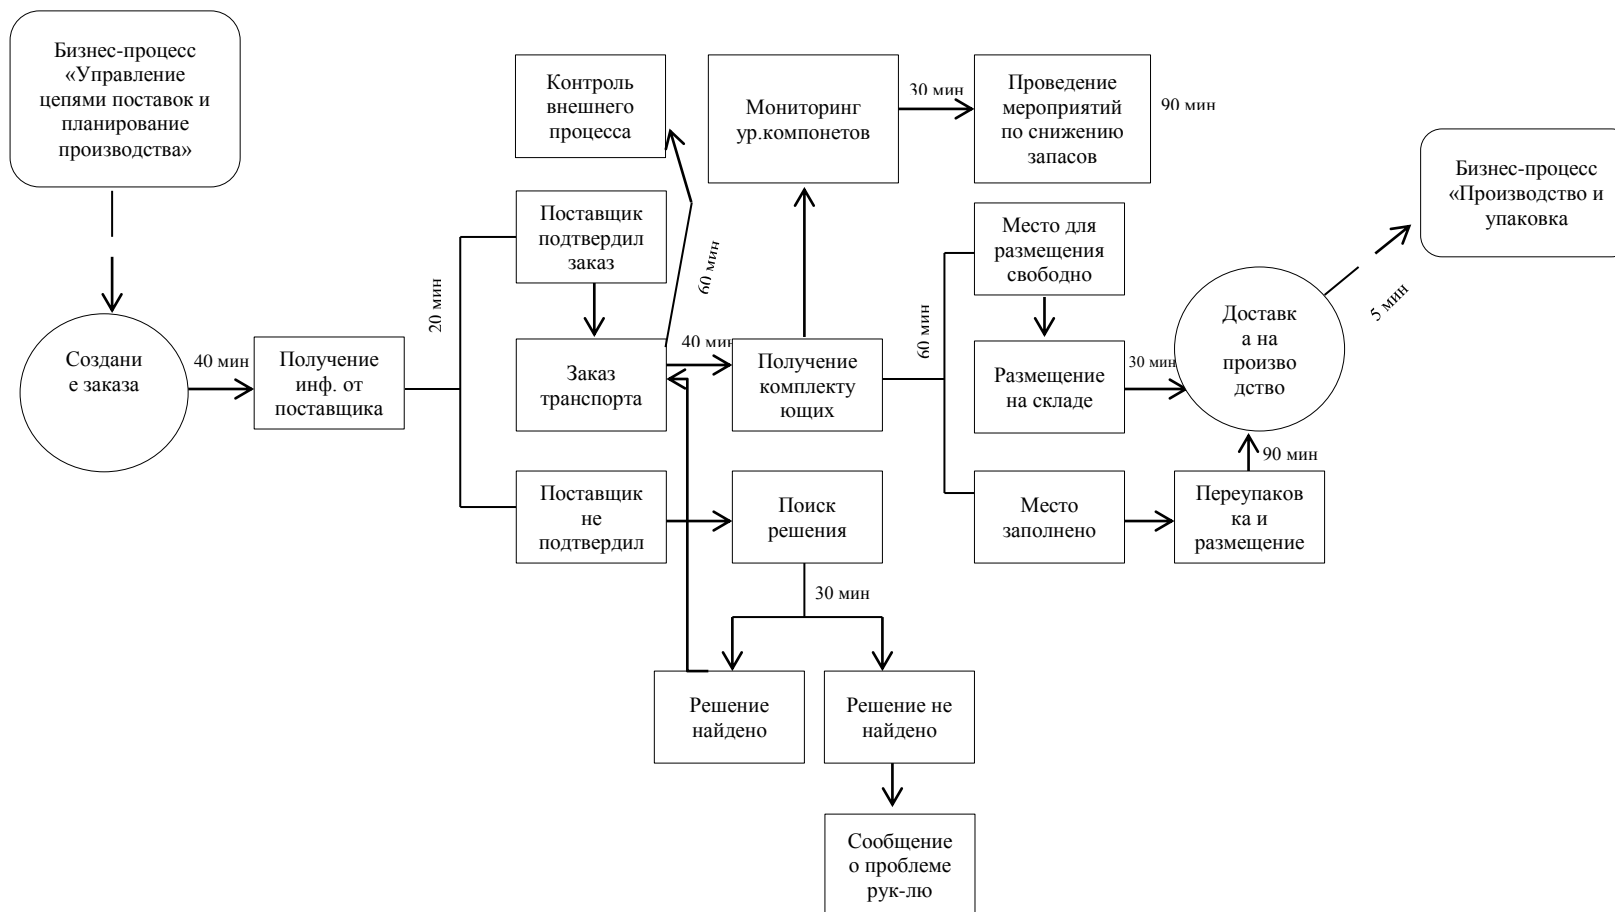 Бизнес-процесс
«Управление
цепями поставок и
планирование
производства»
Создани
е заказа
40 мин
Получение
инф. от
поставщика
20 мин
Контроль
внешнего
процесса
Поставщик
подтвердил
заказ
60 мин
Заказ
транспорта
40 мин
Поставщик
не
подтвердил
Поиск
решения
30 мин
Решение
найдено
Решение не
найдено
Сообщение
о проблеме
рук-лю
Мониторинг
ур.компонетов
30 мин
Проведение
мероприятий
по снижению
запасов
90 мин
Получение
комплекту
ющих
60 мин
Место для
размещения
свободно
Размещение
на складе
30 мин
Место
заполнено
Переупаков
ка и
размещение
90 мин
Доставк
а на
произво
дство
5 мин
Бизнес-процесс
«Производство и
упаковка